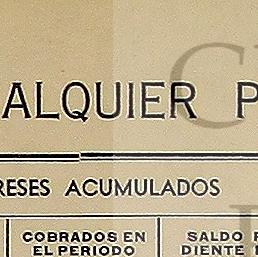 ALQUIER P
RESES ACUMULADOS
COBRADOS EN
EL PERIODO
SALDO
DIENTE